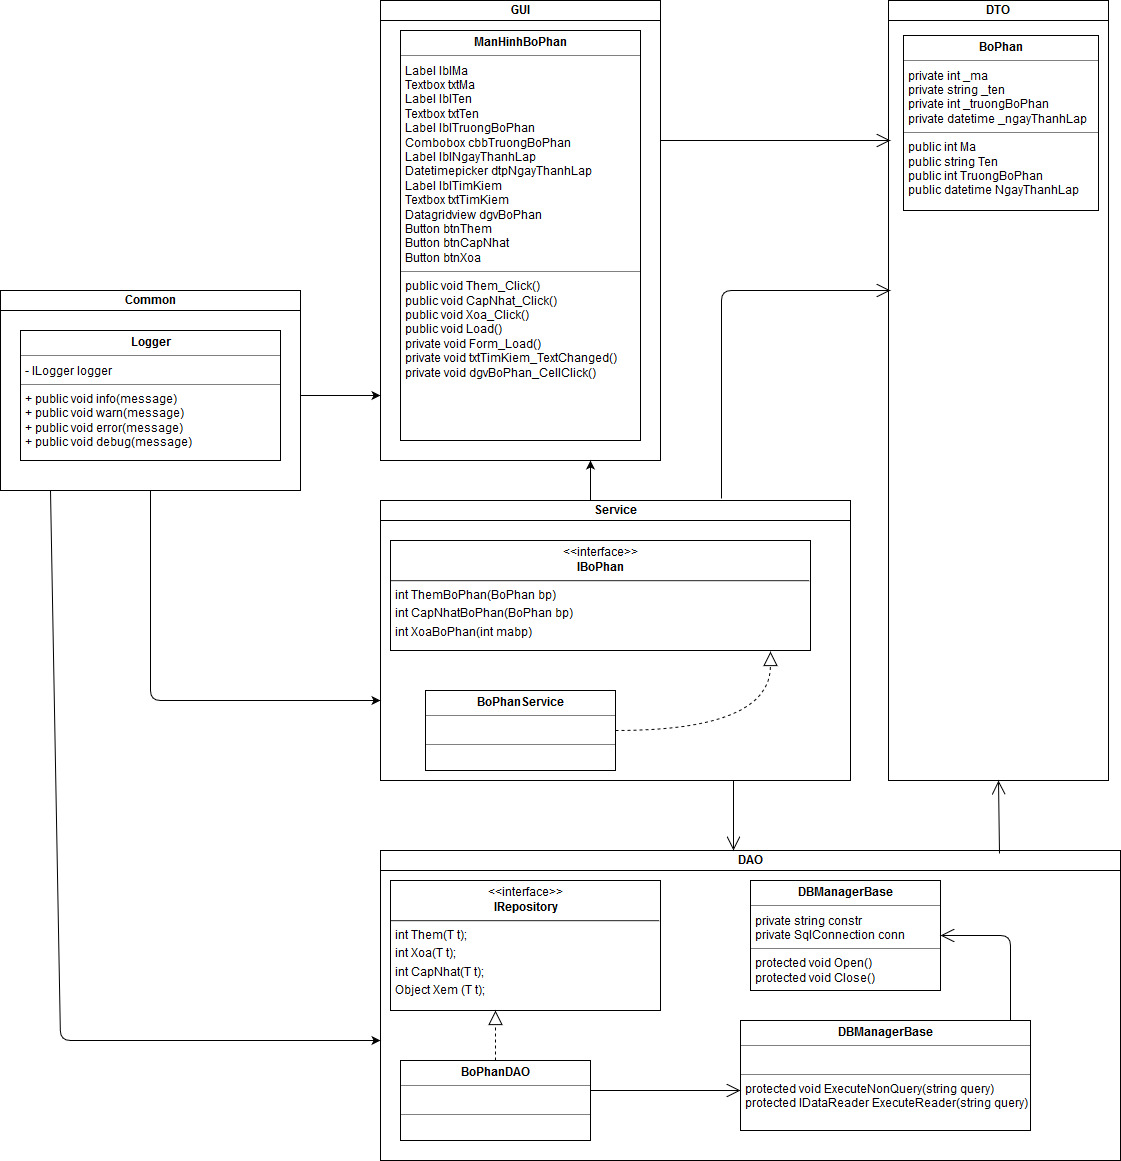 GUI
ManHinhBoPhan
Label lblMa
Textbox txtMa
Label lblTen
Textbox txtTen
Label lblTruongBoPhan
Combobox cbbTruongBoPhan
Label lblNgayThanhLap
Datetimepicker dtpNgayThanhLap
Label lblTimKiem
Textbox txtTimKiem
Datagridview dgvBoPhan
Button btnThem
Button btnCapNhat
Button btnXoa
public void Them_Click()
public void CapNhat_Click()
public void Xoa_Click()
public void Load()
private void Form_Load()
private void txtTimKiem_TextChanged()
private void dgvBoPhan_CellClick()
DTO
BoPhan
private int _ma
private string _ten
private int _truongBoPhan
private datetime _ngayThanhLap
public int Ma
public string Ten
public int TruongBoPhan
public datetime NgayThanhLap
Common
Logger
- ILogger logger
+ public void info(message)
+ public void warn(message)
+ public void error(message)
+ public void debug(message)
Service
<<interface>>
IBoPhan
int ThemBoPhan(BoPhan bp)
int CapNhatBoPhan(BoPhan bp)
int XoaBoPhan(int mabp)
BoPhanService
DAO
<<interface>>
IRepository
int Them(T t);
int Xoa(T t);
int CapNhat(T t);
Object Xem (T t);
BoPhanDAO
DBManagerBase
private string constr
private SqlConnection conn
protected void Open()
protected void Close()
DBManagerBase
protected void ExecuteNonQuery(string query)
protected IDataReader ExecuteReader(string query)